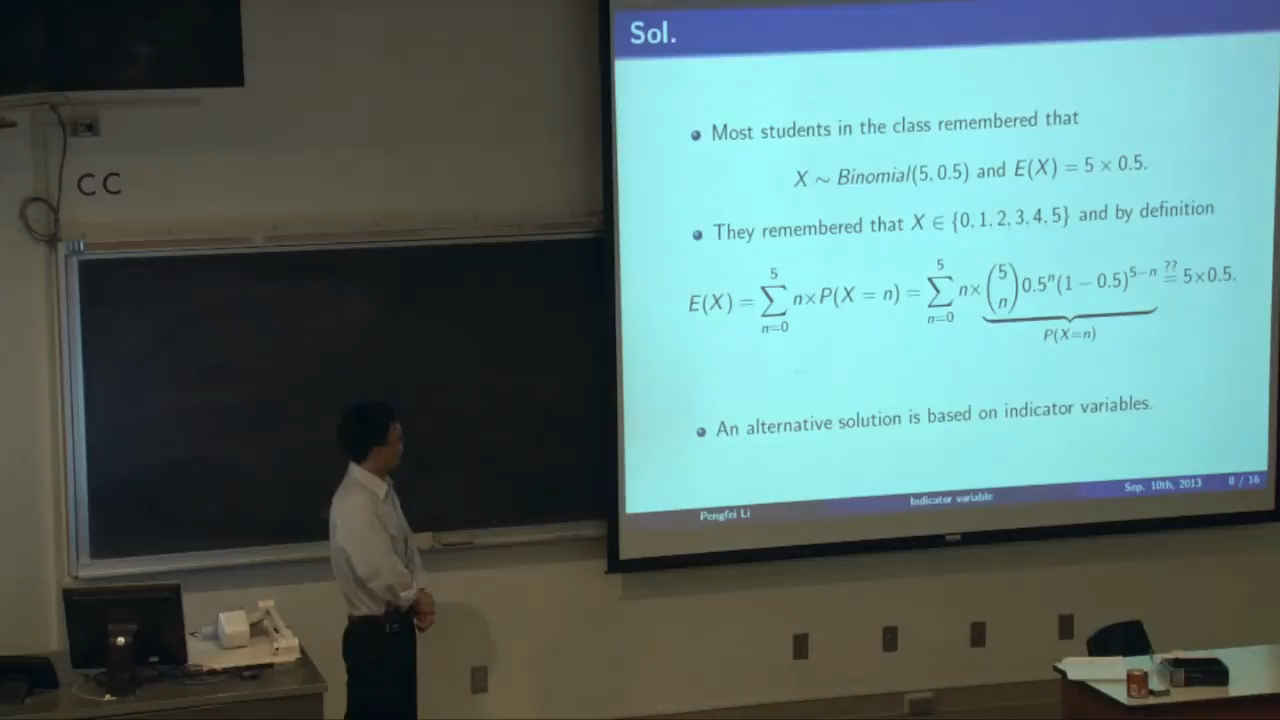 CC
Sol.
Most students in the class remembered that
X ∼ Binomial(5, 0.5) and E(X) = 5 × 0.5.
They remembered that X ∈ {0, 1, 2, 3, 4, 5} and by definition
E(X) = ∑_{n=0}^{5} n×P(X = n) = ∑_{n=0}^{5} n× \underbrace{\binom{5}{n} 0.5^n (1 − 0.5)^{5−n}}_{P(X=n)} \overset{??}{=} 5×0.5.
An alternative solution is based on indicator variables.
Pengfei Li Indicator variable Sep. 10th, 2013 8 / 16